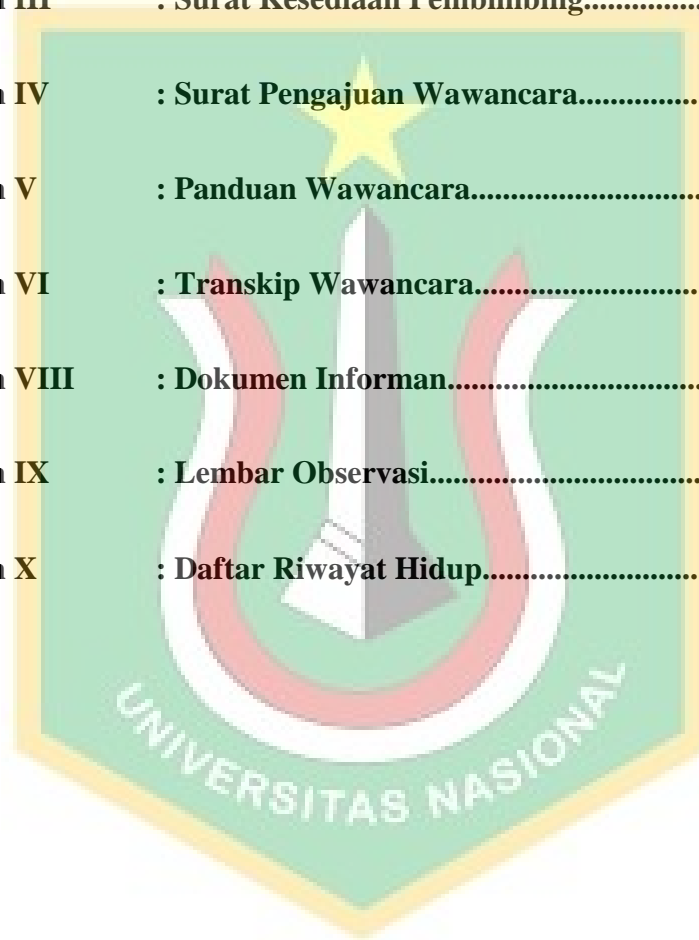 n III : Surat Kesediaan Pembimbing..................
n IV : Surat Pengajuan Wawancara...............
n V : Panduan Wawancara.............................
n VI : Transkip Wawancara............................
n VIII : Dokumen Informan...............................
n IX : Lembar Observasi..................................
n X : Daftar Riwayat Hidup...........................
UNIVERSITAS NASIONAL